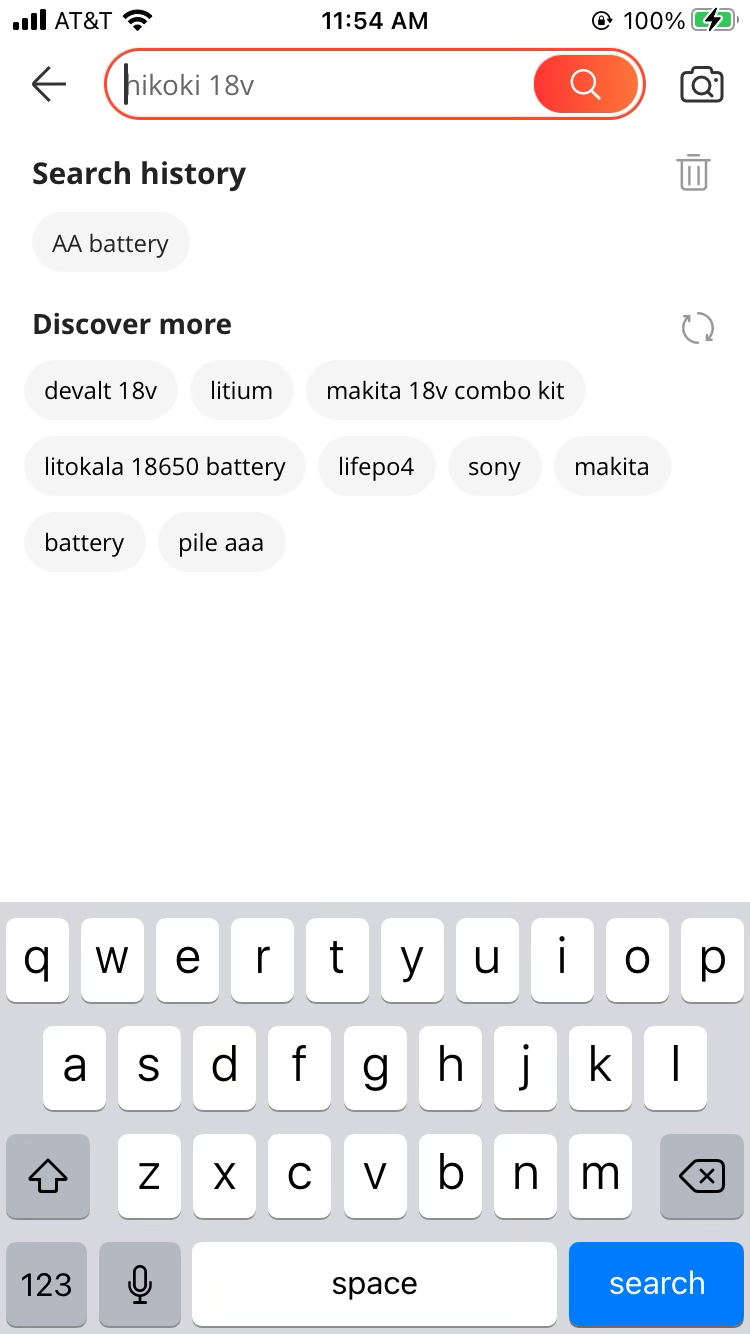 AT&T 11:54 AM 100%
hikoki 18v
Search history
AA battery
Discover more
devalt 18v litium makita 18v combo kit
litokala 18650 battery lifepo4 sony makita
battery pile aaa
q w e r t y u i o p
a s d f g h j k l
z x c v b n m
123 space search